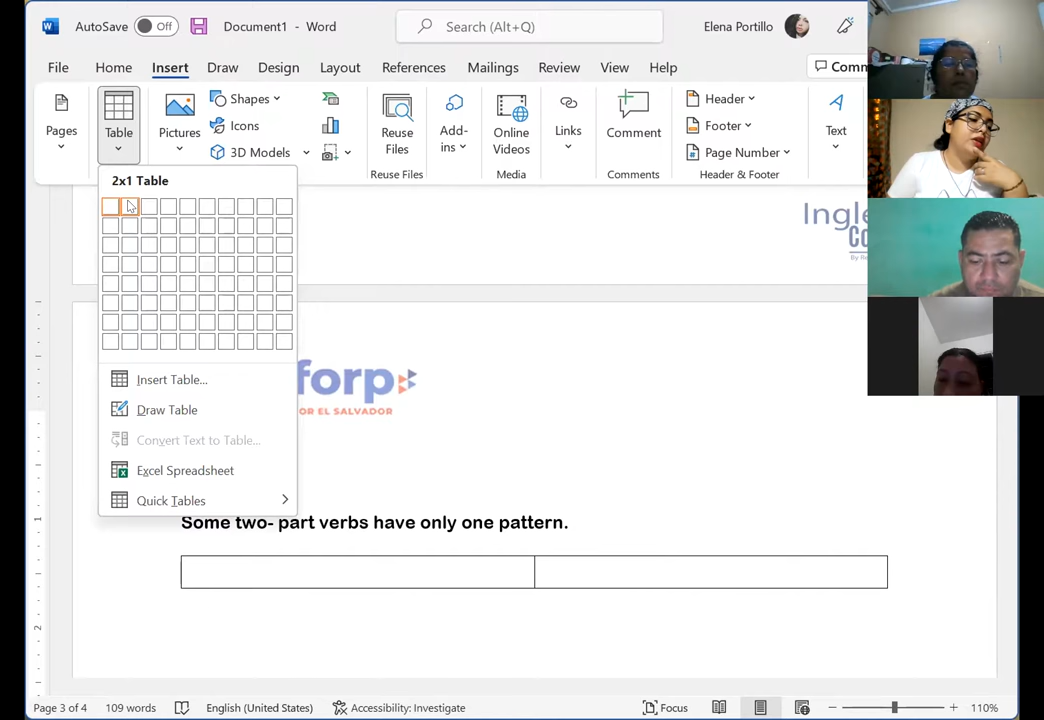 AutoSave Off Document1 - Word Search (Alt+Q) Elena Portillo
File Home Insert Draw Design Layout References Mailings Review View Help
Pages
Table
Pictures
Shapes
Icons
3D Models
Reuse Files
Reuse Files
Add-ins
Online Videos
Media
Links
Comment
Comments
Header
Footer
Page Number
Header & Footer
Text
2x1 Table
Insert Table...
Draw Table
Convert Text to Table...
Excel Spreadsheet
Quick Tables
OR EL SALVADOR
Some two- part verbs have only one pattern.
1
2
Page 3 of 4 109 words English (United States) Accessibility: Investigate Focus 110%